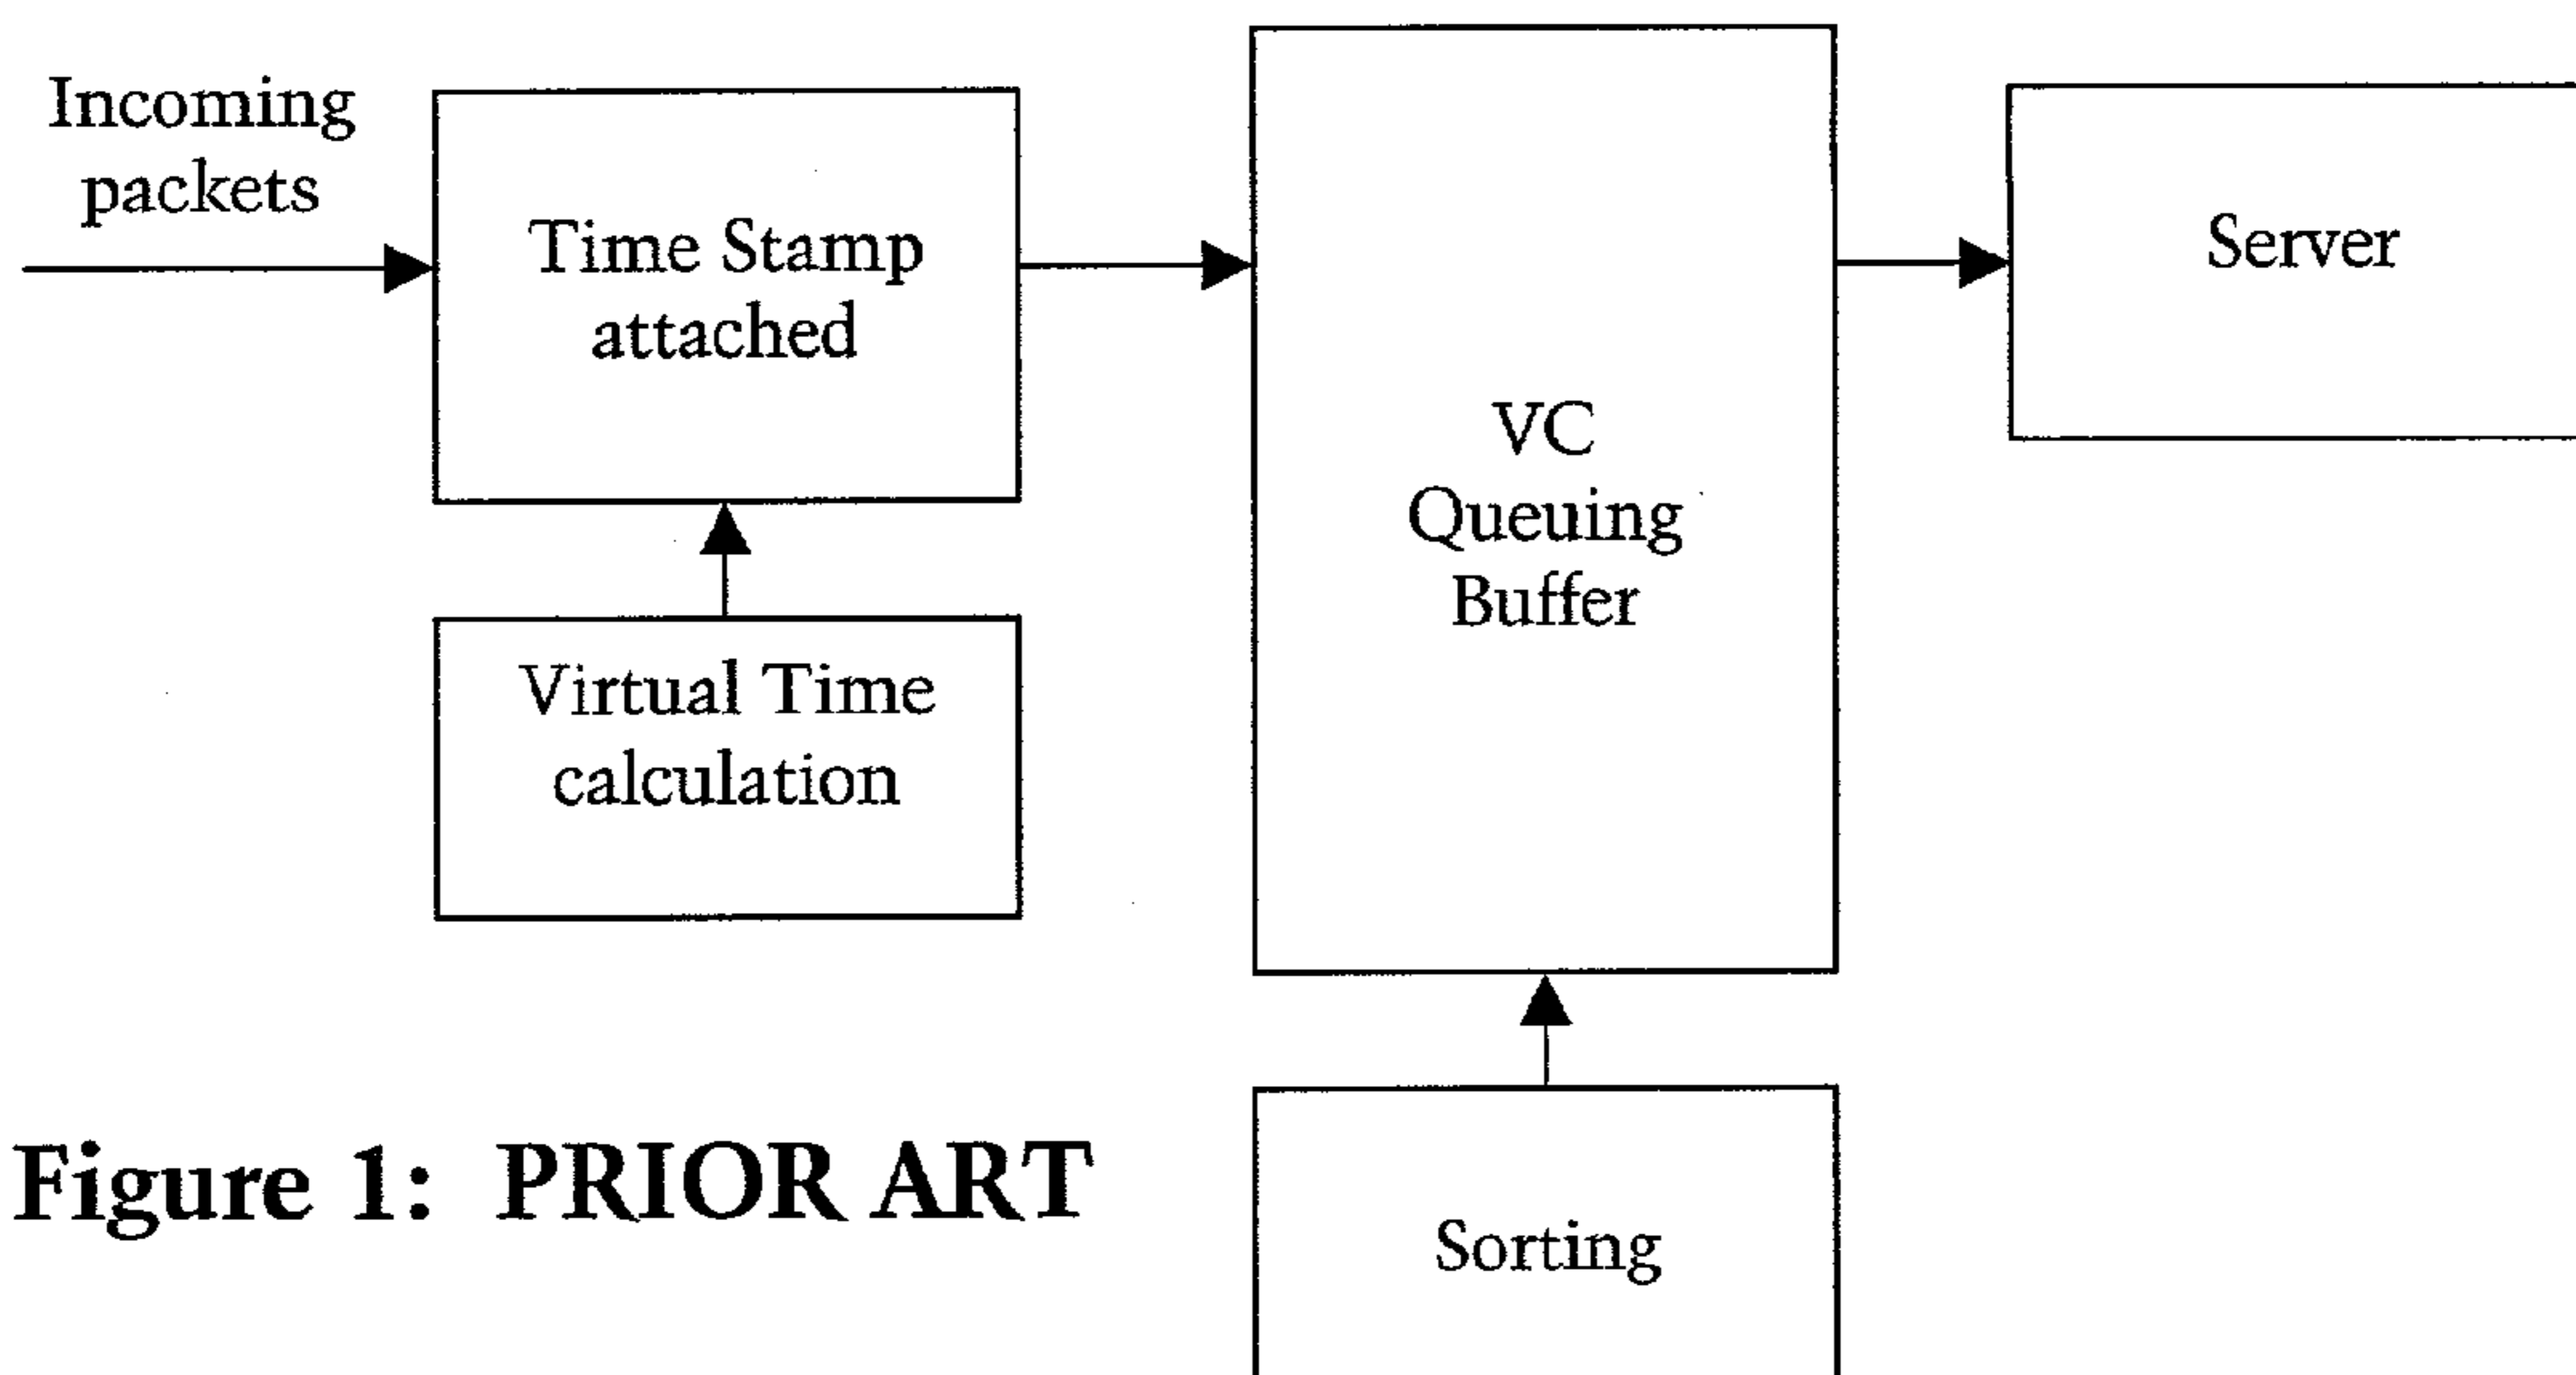 Incoming
packets
Time Stamp
attached
Virtual Time
calculation
VC
Queuing
Buffer
Server
Sorting
Figure 1: PRIOR ART